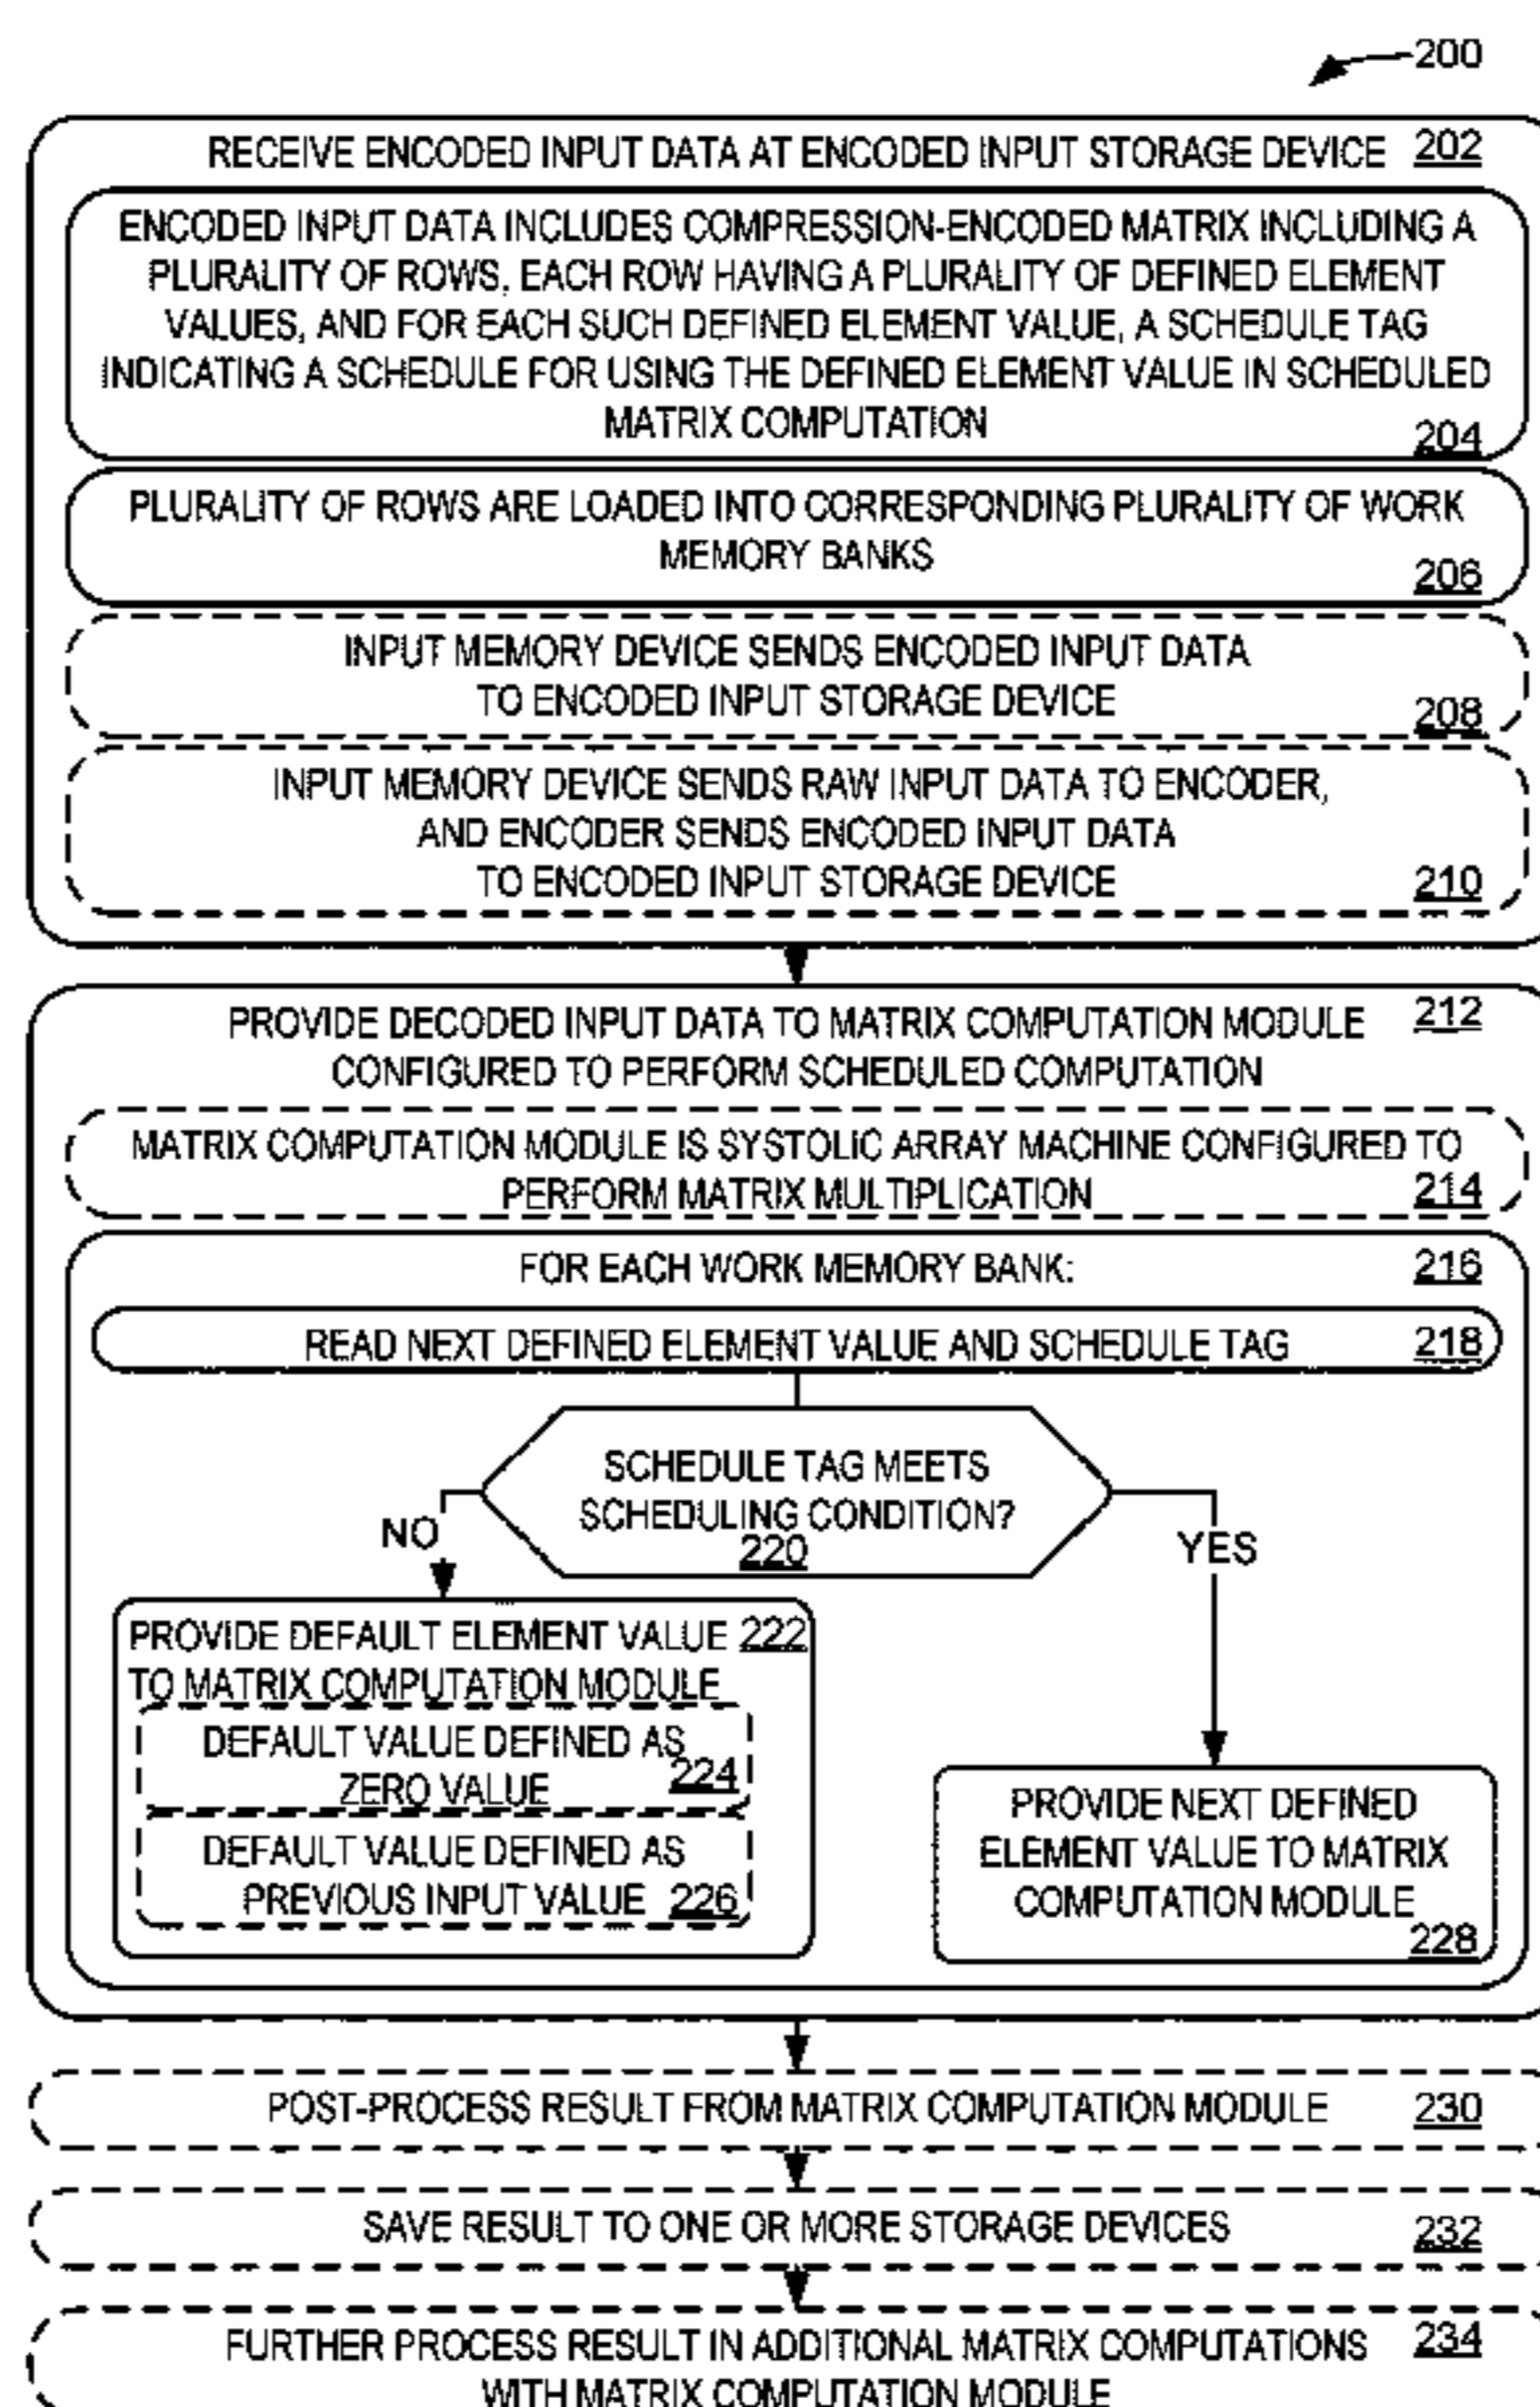 200
RECEIVE ENCODED INPUT DATA AT ENCODED INPUT STORAGE DEVICE 202
ENCODED INPUT DATA INCLUDES COMPRESSION-ENCODED MATRIX INCLUDING A
PLURALITY OF ROWS, EACH ROW HAVING A PLURALITY OF DEFINED ELEMENT
VALUES, AND FOR EACH SUCH DEFINED ELEMENT VALUE, A SCHEDULE TAG
INDICATING A SCHEDULE FOR USING THE DEFINED ELEMENT VALUE IN SCHEDULED
MATRIX COMPUTATION 204
PLURALITY OF ROWS ARE LOADED INTO CORRESPONDING PLURALITY OF WORK
MEMORY BANKS 206
INPUT MEMORY DEVICE SENDS ENCODED INPUT DATA
TO ENCODED INPUT STORAGE DEVICE 208
INPUT MEMORY DEVICE SENDS RAW INPUT DATA TO ENCODER,
AND ENCODER SENDS ENCODED INPUT DATA
TO ENCODED INPUT STORAGE DEVICE 210
PROVIDE DECODED INPUT DATA TO MATRIX COMPUTATION MODULE 212
CONFIGURED TO PERFORM SCHEDULED COMPUTATION
MATRIX COMPUTATION MODULE IS SYSTOLIC ARRAY MACHINE CONFIGURED TO
PERFORM MATRIX MULTIPLICATION 214
FOR EACH WORK MEMORY BANK: 216
READ NEXT DEFINED ELEMENT VALUE AND SCHEDULE TAG 218
SCHEDULE TAG MEETS
SCHEDULING CONDITION?
220
NO
YES
PROVIDE DEFAULT ELEMENT VALUE 222
TO MATRIX COMPUTATION MODULE
DEFAULT VALUE DEFINED AS
ZERO VALUE 224
DEFAULT VALUE DEFINED AS
PREVIOUS INPUT VALUE 226
PROVIDE NEXT DEFINED
ELEMENT VALUE TO MATRIX
COMPUTATION MODULE
228
POST-PROCESS RESULT FROM MATRIX COMPUTATION MODULE 230
SAVE RESULT TO ONE OR MORE STORAGE DEVICES 232
FURTHER PROCESS RESULT IN ADDITIONAL MATRIX COMPUTATIONS 234
WITH MATRIX COMPUTATION MODULE